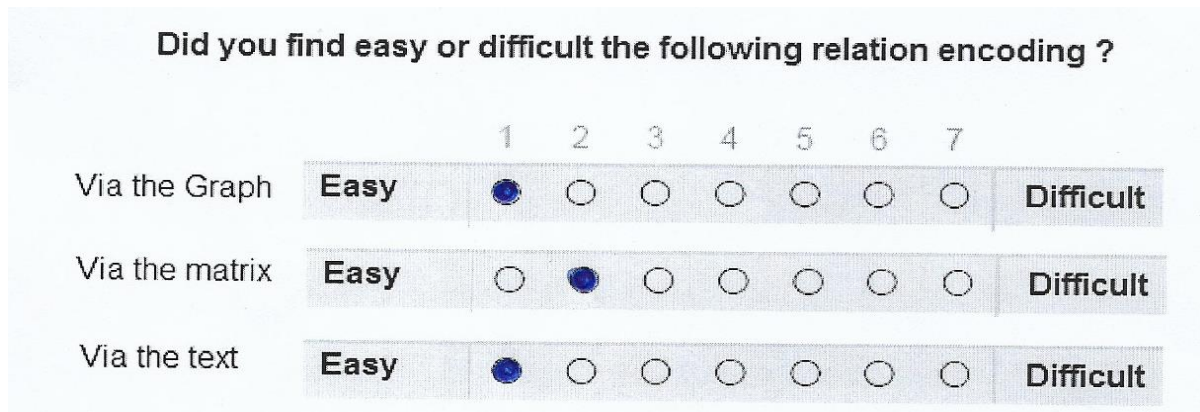 Did you find easy or difficult the following relation encoding ?
1 2 3 4 5 6 7
Via the Graph Easy Difficult
Via the matrix Easy Difficult
Via the text Easy Difficult